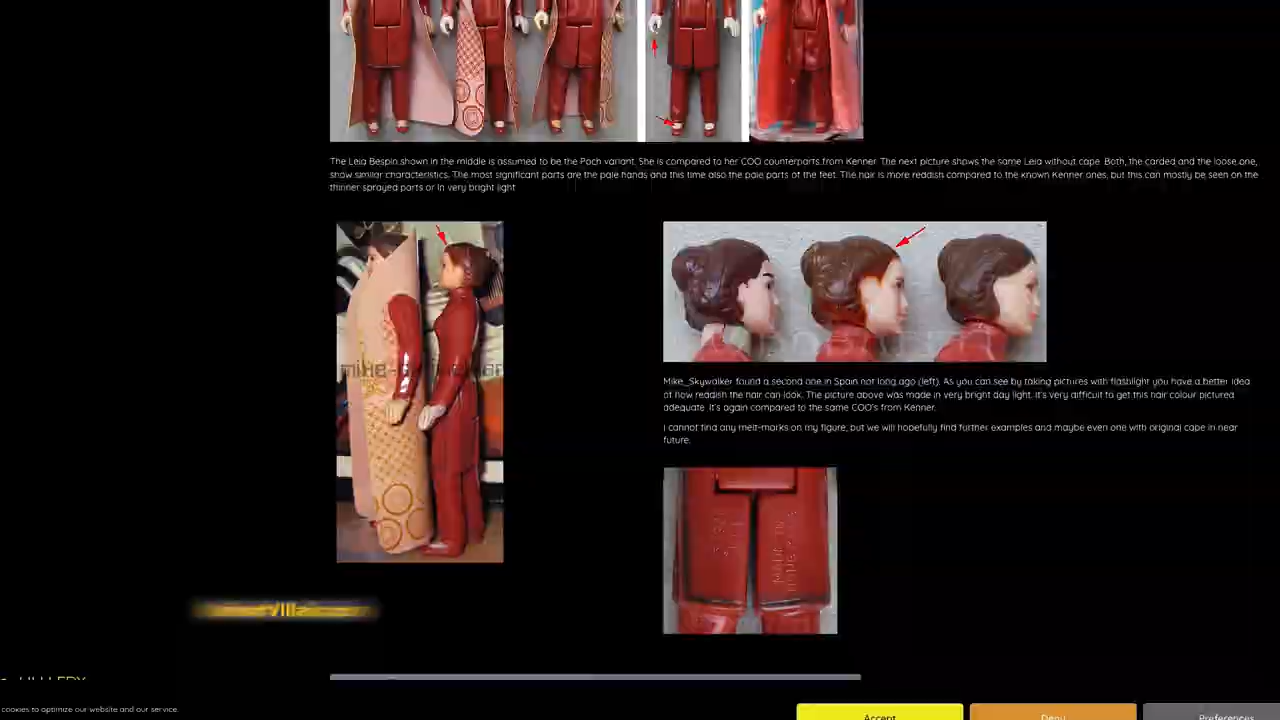 The Leia Bespin shown in the middle is assumed to be the Poch variant. She is compared to her COO counterparts from Kenner. The next picture shows the same Leia without cape. Both, the carded and the loose one,
show similar characteristics. The most significant parts are the pale hands and this time also the pale parts of the feet. The hair is more reddish compared to the known Kenner ones, but this can mostly be seen on the
thinner sprayed parts or in very bright light
Mike_Skywalker found a second one in Spain not long ago (left). As you can see by taking pictures with flashlight you have a better idea
of how reddish the hair can look. The picture above was made in very bright day light. It's very difficult to get this hair colour pictured
adequate. It's again compared to the same COO's from Kenner.
I cannot find any melt-marks on my figure, but we will hopefully find further examples and maybe even one with original cape in near
future.
MADE IN
cookies to optimize our website and our service.
Accept
Deny
Preferences